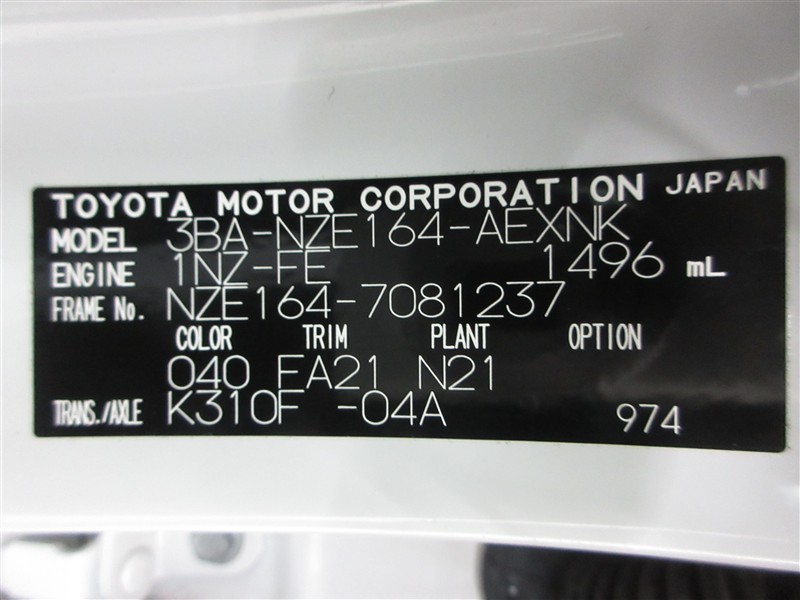 TOYOTA MOTOR CORPORATION JAPAN
MODEL 3BA-NZE164-AEXNK
ENGINE 1NZ-FE 1496 mL
FRAME No. NZE164-7081237
COLOR TRIM PLANT OPTION
040 FA21 N21
TRANS./AXLE K310F -04A 974